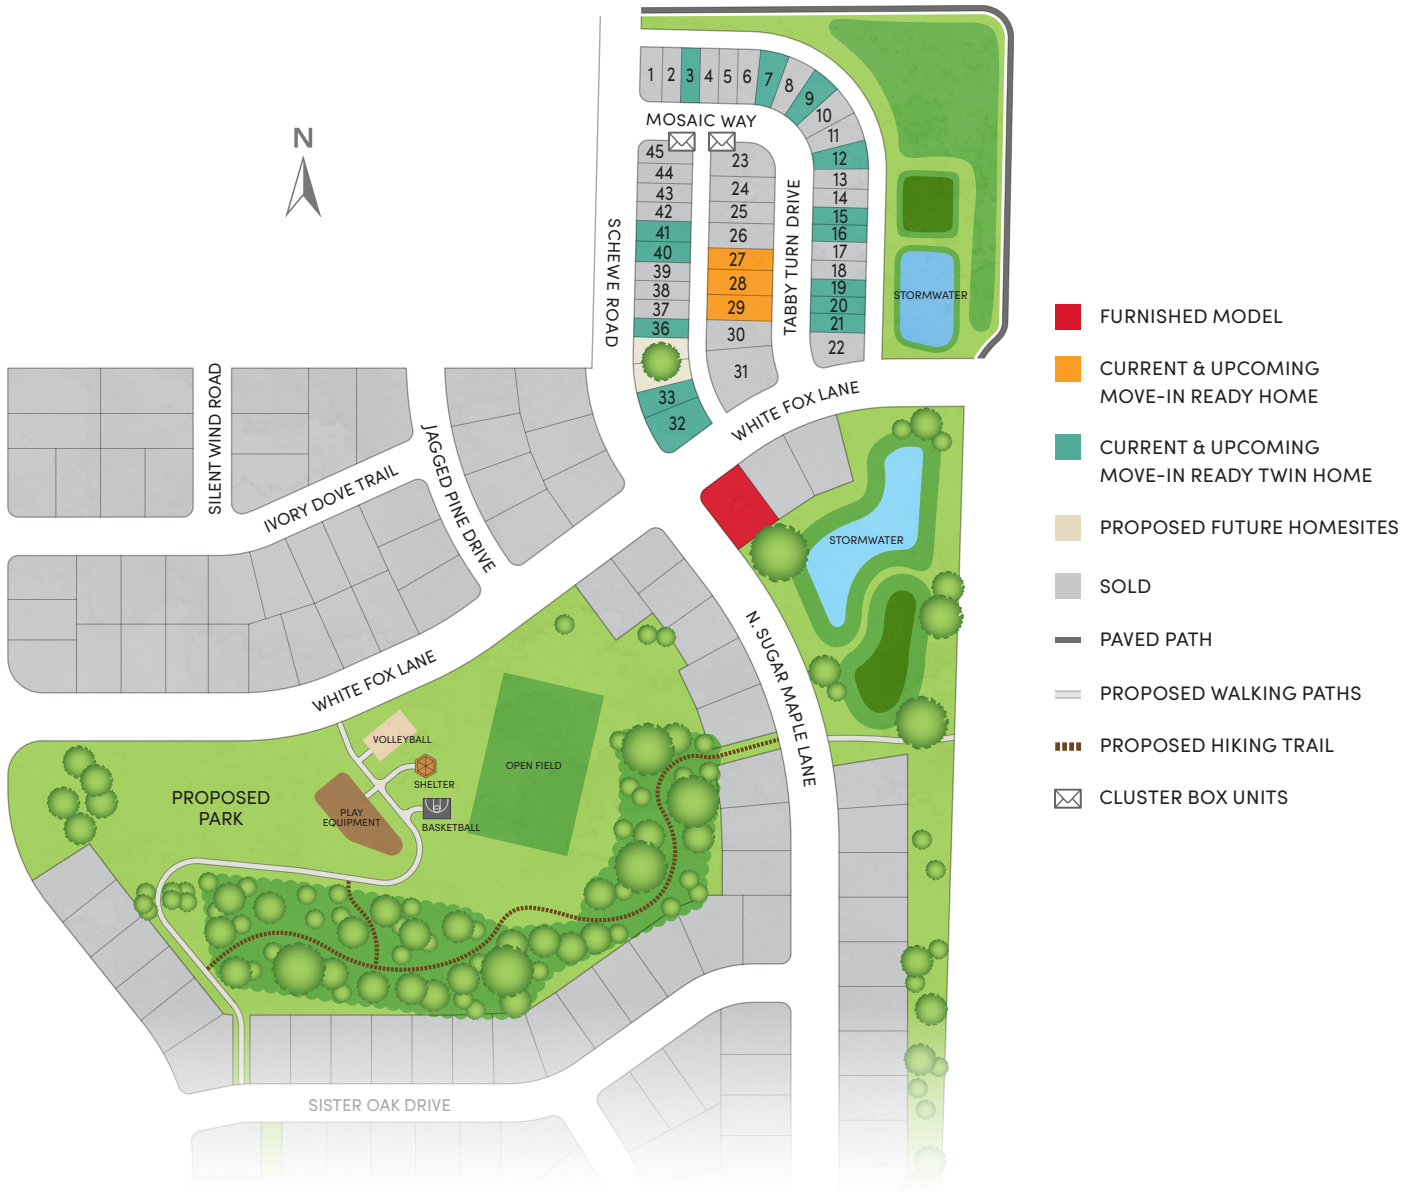 N
1 2 3 4 5 6 7 8 9
10
11
12
13
14
15
16
17
18
19
20
21
22
MOSAIC WAY
45
44
43
42
41
40
39
38
37
36
33
32
23
24
25
26
27
28
29
30
31
SCHEWE ROAD
TABBY TURN DRIVE
STORMWATER
WHITE FOX LANE
SILENT WIND ROAD
IVORY DOVE TRAIL
JAGGED PINE DRIVE
STORMWATER
N. SUGAR MAPLE LANE
WHITE FOX LANE
VOLLEYBALL
SHELTER
OPEN FIELD
PROPOSED
PARK
PLAY
EQUIPMENT
BASKETBALL
SISTER OAK DRIVE
FURNISHED MODEL
CURRENT & UPCOMING
MOVE-IN READY HOME
CURRENT & UPCOMING
MOVE-IN READY TWIN HOME
PROPOSED FUTURE HOMESITES
SOLD
PAVED PATH
PROPOSED WALKING PATHS
PROPOSED HIKING TRAIL
CLUSTER BOX UNITS